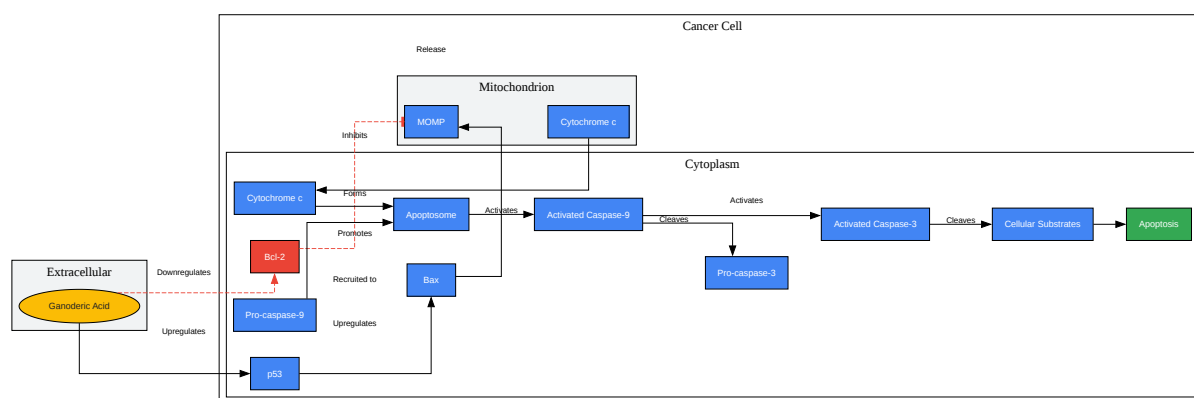 Cancer Cell
Release
Mitochondrion
MOMP
Cytochrome c
Inhibits
Cytoplasm
Cytochrome c
Forms
Apoptosome
Activates
Activated Caspase-9
Activates
Cleaves
Activated Caspase-3
Cleaves
Cellular Substrates
Apoptosis
Promotes
Bcl-2
Pro-caspase-3
Extracellular
Downregulates
Ganoderic Acid
Recruited to
Bax
Pro-caspase-9
Upregulates
Upregulates
p53